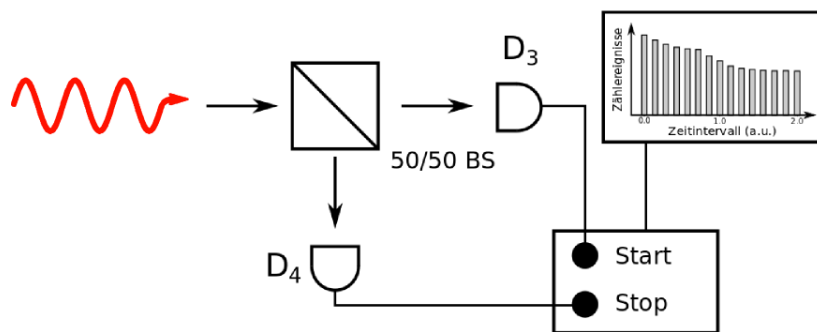 D3
Zählereignisse
0.0
1.0
2.0
Zeitintervall (a.u.)
50/50 BS
D4
Start
Stop